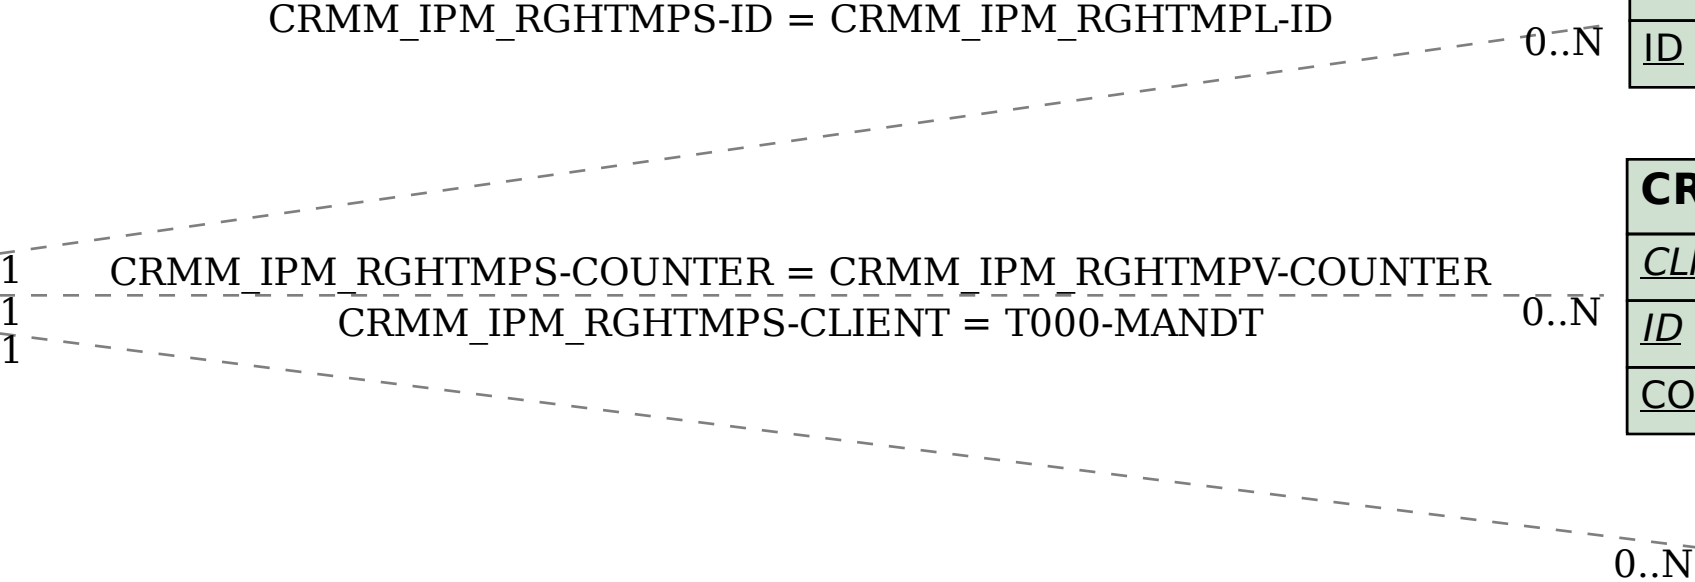 CRMM_IPM_RGHTMPS-ID = CRMM_IPM_RGHTMPL-ID
0..N
ID
1
CRMM_IPM_RGHTMPS-COUNTER = CRMM_IPM_RGHTMPV-COUNTER
1
CRMM_IPM_RGHTMPS-CLIENT = T000-MANDT
0..N
1
ID
0..N